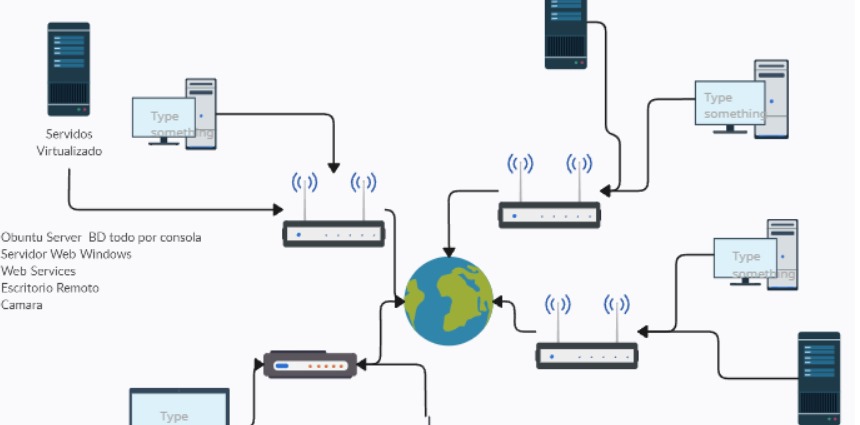 Servidos
Virtualizado
Type
something
Type
something
Obuntu Server BD todo por consola
Servidor Web Windows
Web Services
Escritorio Remoto
Camara
Type
something
Type